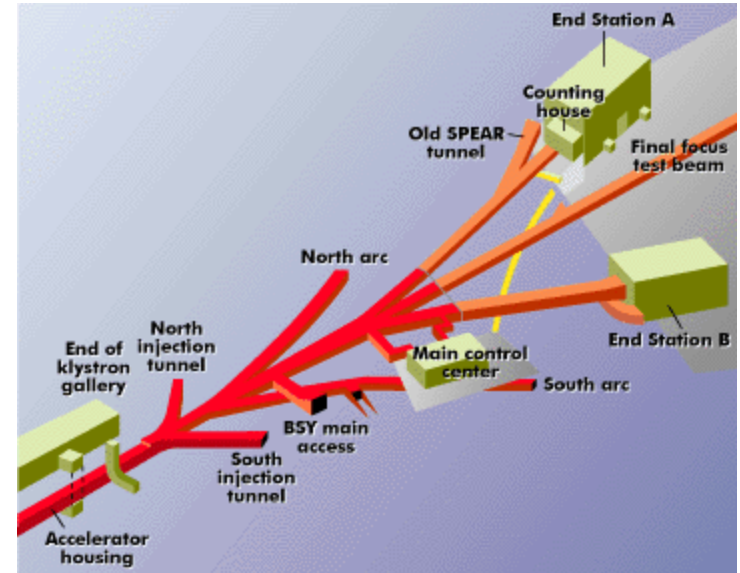 End Station A
Counting
house
Old SPEAR
tunnel
Final focus
test beam
North arc
North
injection
tunnel
End of
klystron
gallery
End Station B
Main control
center
South arc
BSY main
access
South
injection
tunnel
Accelerator
housing